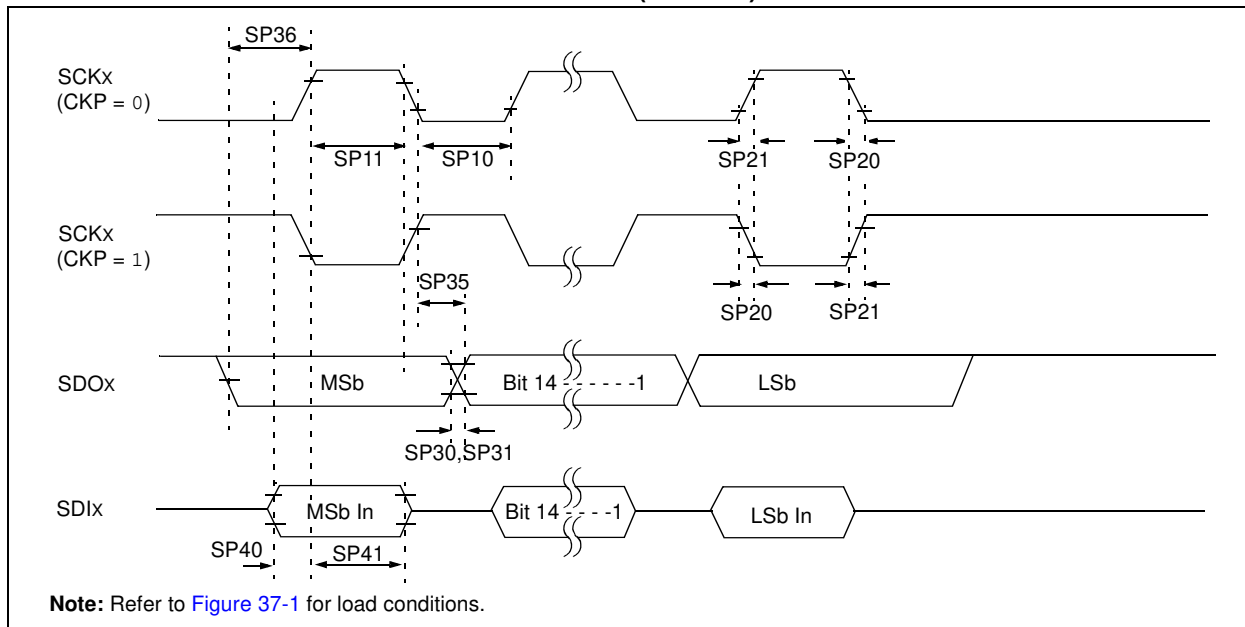 SP36
SCKx
(CKP = 0)
SP11
SP10
SP21
SP20
SCKx
(CKP = 1)
SP35
SP20
SP21
SDOx
MSb
Bit 14 - - - - - -1
LSb
SP30,SP31
SDIx
MSb In
Bit 14 - - - -1
LSb In
SP40
SP41
Note: Refer to Figure 37-1 for load conditions.